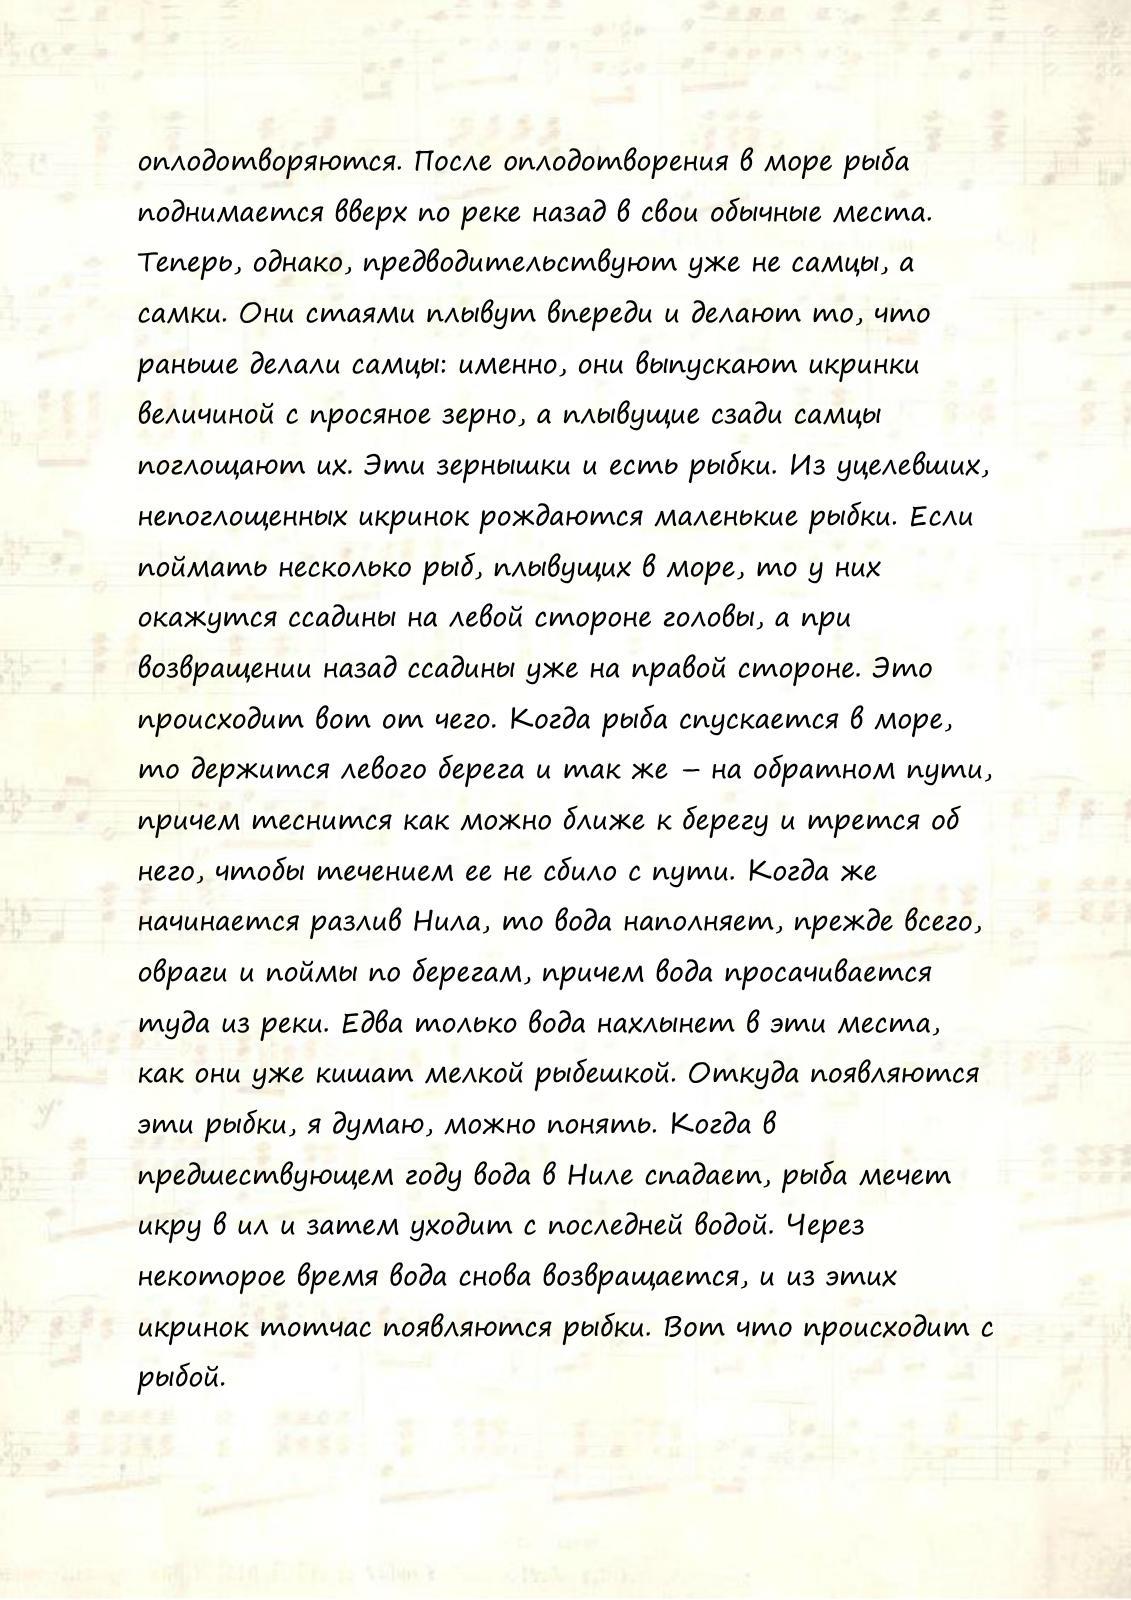 оплодотворяются. После оплодотворения в море рыба
поднимается вверх по реке назад в свои обычные места.
Теперь, однако, предводительствуют уже не самцы, а
самки. Они стаями плывут впереди и делают то, что
раньше делали самцы: именно, они выпускают икринки
величиной с просяное зерно, а плывущие сзади самцы
поглощают их. Эти зернышки и есть рыбки. Из уцелевших,
непоглощенных икринок рождаются маленькие рыбки. Если
поймать несколько рыб, плывущих в море, то у них
окажутся ссадины на левой стороне головы, а при
возвращении назад ссадины уже на правой стороне. Это
происходит вот от чего. Когда рыба спускается в море,
то держится левого берега и так же – на обратном пути,
причем теснится как можно ближе к берегу и трется об
него, чтобы течением ее не сбило с пути. Когда же
начинается разлив Нила, то вода наполняет, прежде всего,
овраги и поймы по берегам, причем вода просачивается
туда из реки. Едва только вода нахлынет в эти места,
как они уже кишат мелкой рыбешкой. Откуда появляются
эти рыбки, я думаю, можно понять. Когда в
предшествующем году вода в Ниле спадает, рыба мечет
икру в ил и затем уходит с последней водой. Через
некоторое время вода снова возвращается, и из этих
икринок тотчас появляются рыбки. Вот что происходит с
рыбой.